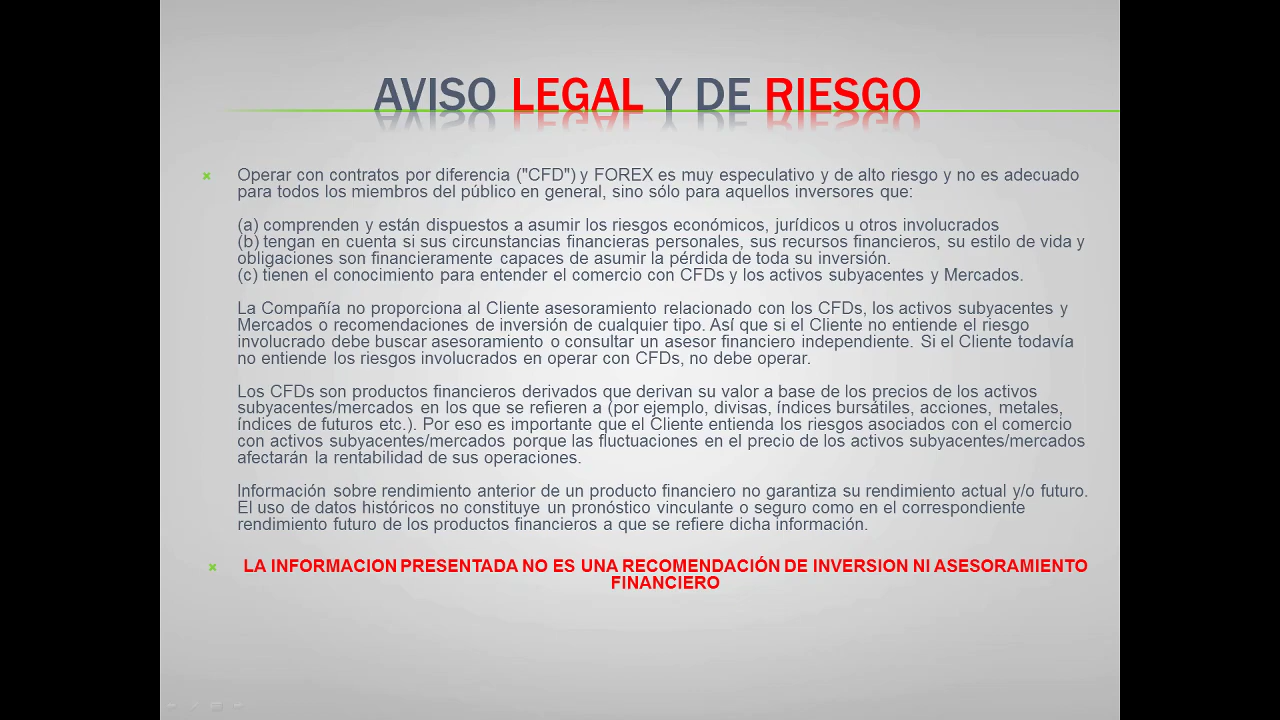 AVISO LEGAL Y DE RIESGO
Operar con contratos por diferencia ("CFD") y FOREX es muy especulativo y de alto riesgo y no es adecuado
para todos los miembros del público en general, sino sólo para aquellos inversores que:
(a) comprenden y están dispuestos a asumir los riesgos económicos, jurídicos u otros involucrados
(b) tengan en cuenta si sus circunstancias financieras personales, sus recursos financieros, su estilo de vida y
obligaciones son financieramente capaces de asumir la pérdida de toda su inversión.
(c) tienen el conocimiento para entender el comercio con CFDs y los activos subyacentes y Mercados.
La Compañía no proporciona al Cliente asesoramiento relacionado con los CFDs, los activos subyacentes y
Mercados o recomendaciones de inversión de cualquier tipo. Así que si el Cliente no entiende el riesgo
involucrado debe buscar asesoramiento o consultar un asesor financiero independiente. Si el Cliente todavía
no entiende los riesgos involucrados en operar con CFDs, no debe operar.
Los CFDs son productos financieros derivados que derivan su valor a base de los precios de los activos
subyacentes/mercados en los que se refieren a (por ejemplo, divisas, índices bursátiles, acciones, metales,
índices de futuros etc.). Por eso es importante que el Cliente entienda los riesgos asociados con el comercio
con activos subyacentes/mercados porque las fluctuaciones en el precio de los activos subyacentes/mercados
afectarán la rentabilidad de sus operaciones.
Información sobre rendimiento anterior de un producto financiero no garantiza su rendimiento actual y/o futuro.
El uso de datos históricos no constituye un pronóstico vinculante o seguro como en el correspondiente
rendimiento futuro de los productos financieros a que se refiere dicha información.
LA INFORMACION PRESENTADA NO ES UNA RECOMENDACIÓN DE INVERSION NI ASESORAMIENTO
FINANCIERO